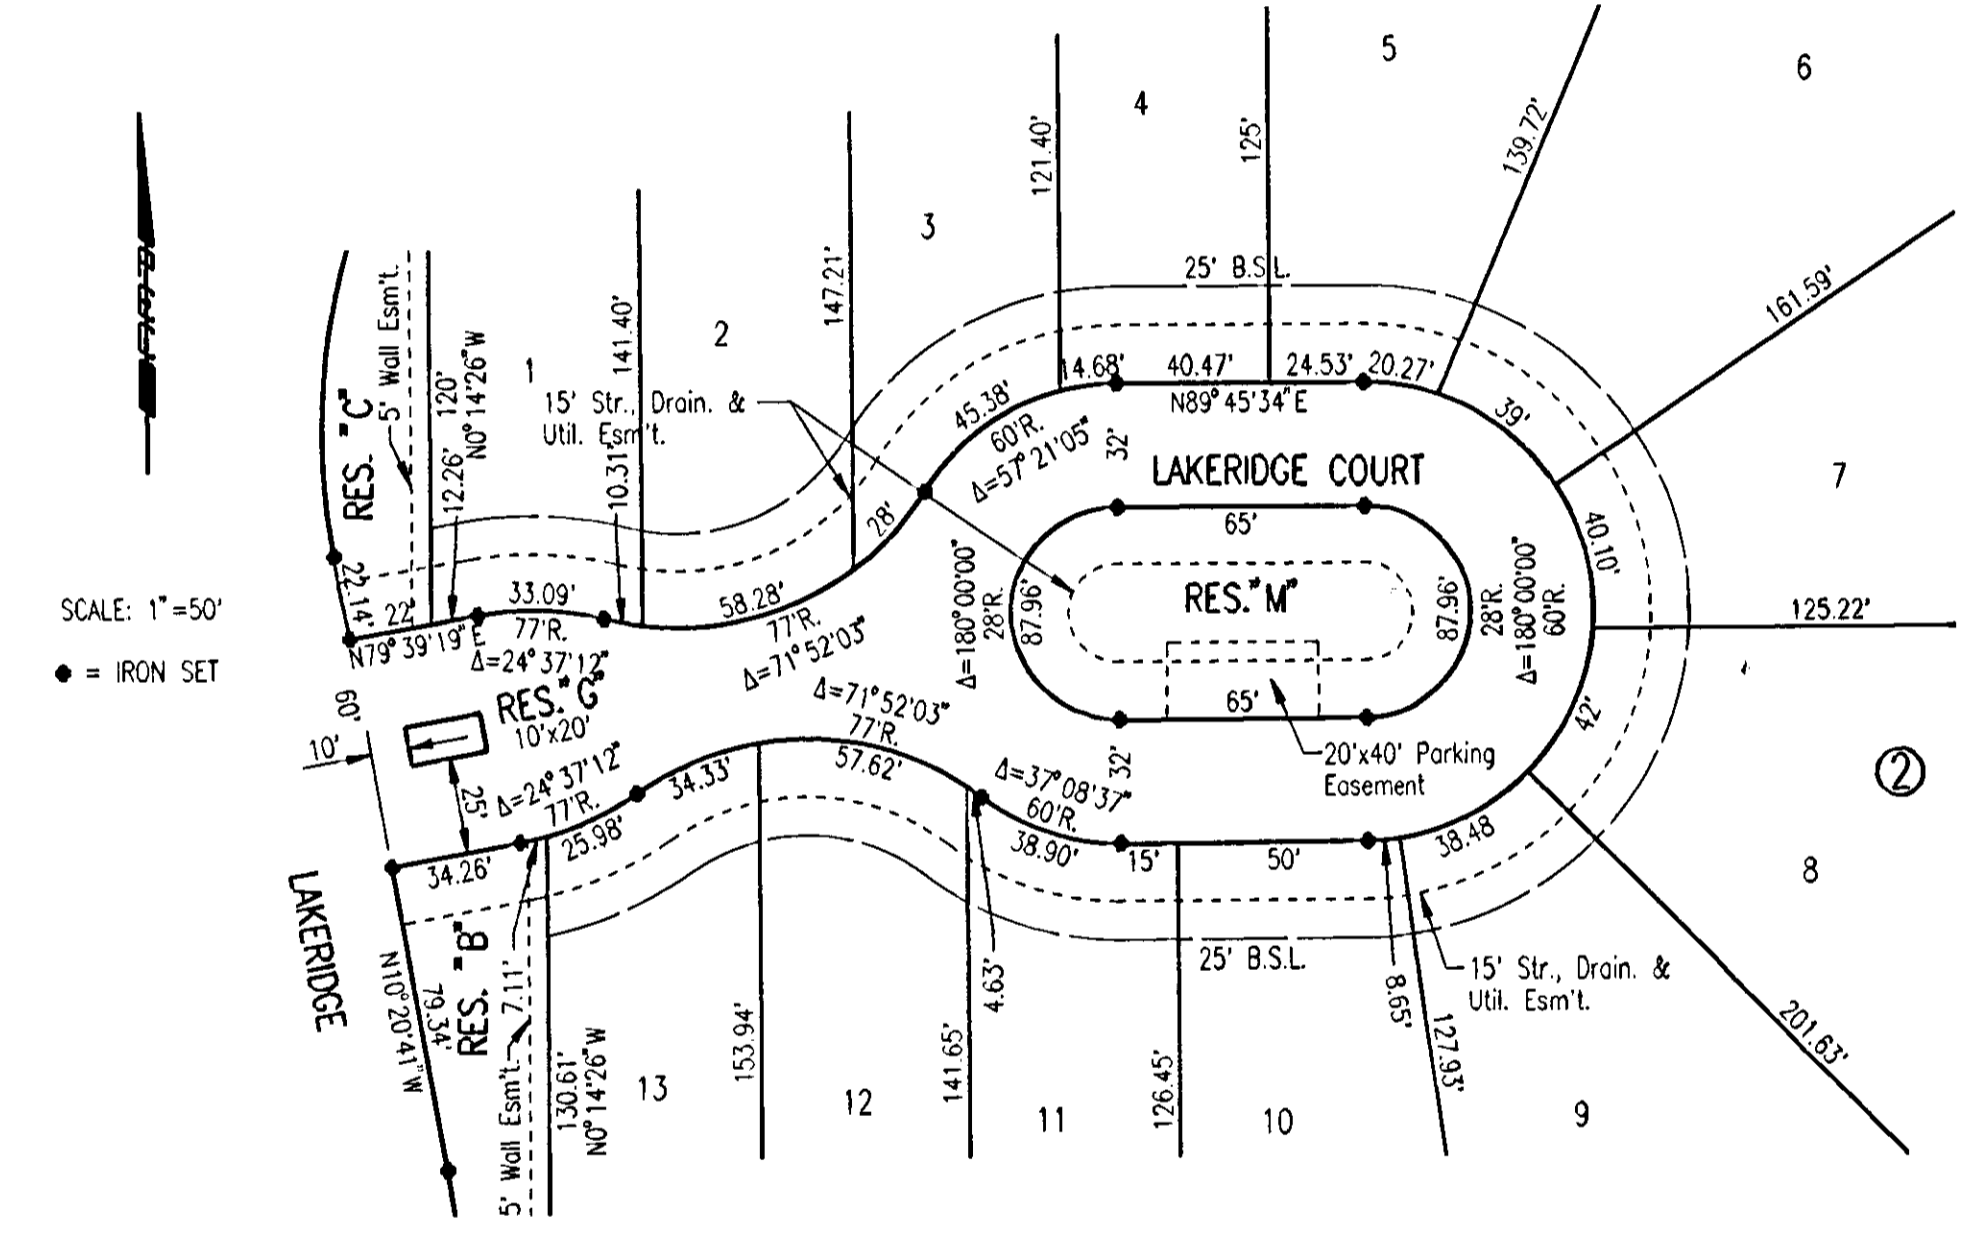 5
6
4
139.72'
125'
121.40'
3
25' B.S.L.
161.59'
147.21'
2
141.40'
5' Wall Esm't.
120'
N0° 14'26"W
1
12.26'
RES. "C"
15' Str., Drain. &
Util. Esm't.
10.31'
14.68'
40.47'
24.53'
20.27'
N89° 45'34"E
39'
45.38'
60'R.
Δ=57° 21'05"
32'
LAKERIDGE COURT
7
28'
65'
40.10'
22.14'
22'
33.09'
77'R.
Δ=24° 37'12"
N79° 39'19"E
58.28'
77'R.
Δ=71° 52'03"
Δ=180° 00'00"
28'R.
87.96'
RES. "M"
87.96'
28'R.
Δ=180° 00'00"
60'R.
125.22'
SCALE: 1"=50'
= IRON SET
60'
RES. "G"
10'x20'
10'
25'
Δ=71° 52'03"
77'R.
57.62'
65'
42'
20'x40' Parking
Easement
2
Δ=24° 37'12"
77'R.
25.98'
34.33'
Δ=37° 08'37"
60'R.
38.90'
32'
15'
50'
38.48
34.26'
8
LAKERIDGE
N10° 20'41"W
79.34'
RES. "B"
7.11'
5' Wall Esm't.
130.61'
N0° 14'26"W
13
153.94'
12
141.65'
4.63'
11
126.45'
25' B.S.L.
10
8.65'
127.93'
15' Str., Drain. &
Util. Esm't.
9
201.63'